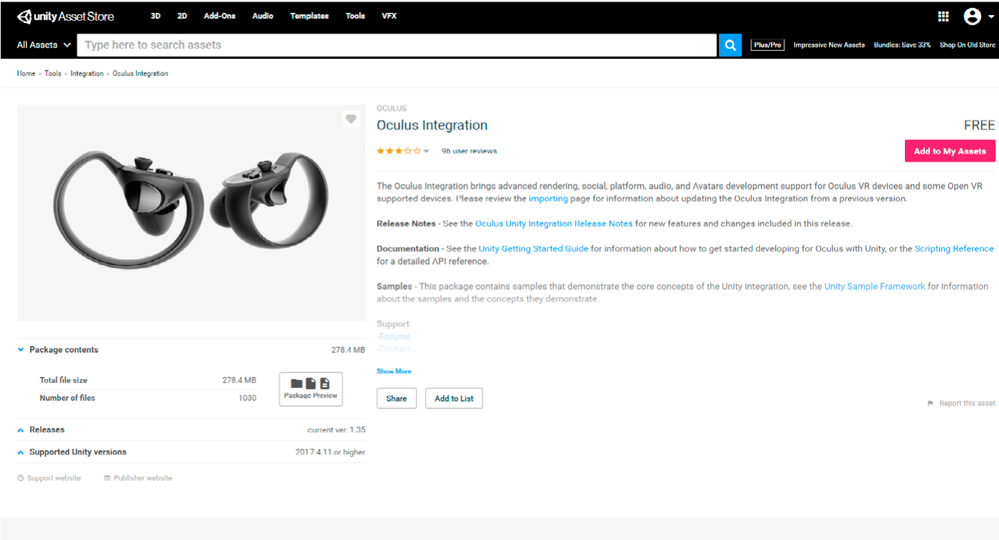 unity Asset Store
3D 2D Add-Ons Audio Templates Tools VFX
All Assets Type here to search assets Plus/Pro Impressive New Assets Bundles: Save 33% Shop On Old Store
Home > Tools > Integration > Oculus Integration
OCULUS
Oculus Integration
FREE
96 user reviews
Add to My Assets
The Oculus Integration brings advanced rendering, social, platform, audio, and Avatars development support for Oculus VR devices and some Open VR
supported devices. Please review the importing page for information about updating the Oculus Integration from a previous version.
Release Notes - See the Oculus Unity Integration Release Notes for new features and changes included in this release.
Documentation - See the Unity Getting Started Guide for information about how to get started developing for Oculus with Unity, or the Scripting Reference
for a detailed API reference.
Samples - This package contains samples that demonstrate the core concepts of the Unity Integration, see the Unity Sample Framework for information
about the samples and the concepts they demonstrate.
Support
-Forums
-Contact
Show More
Share Add to List
Report this asset
Package contents 278.4 MB
Total file size 278.4 MB
Number of files 1030
Package Preview
Releases current ver. 1.35
Supported Unity versions 2017.4.11 or higher
Support website Publisher website